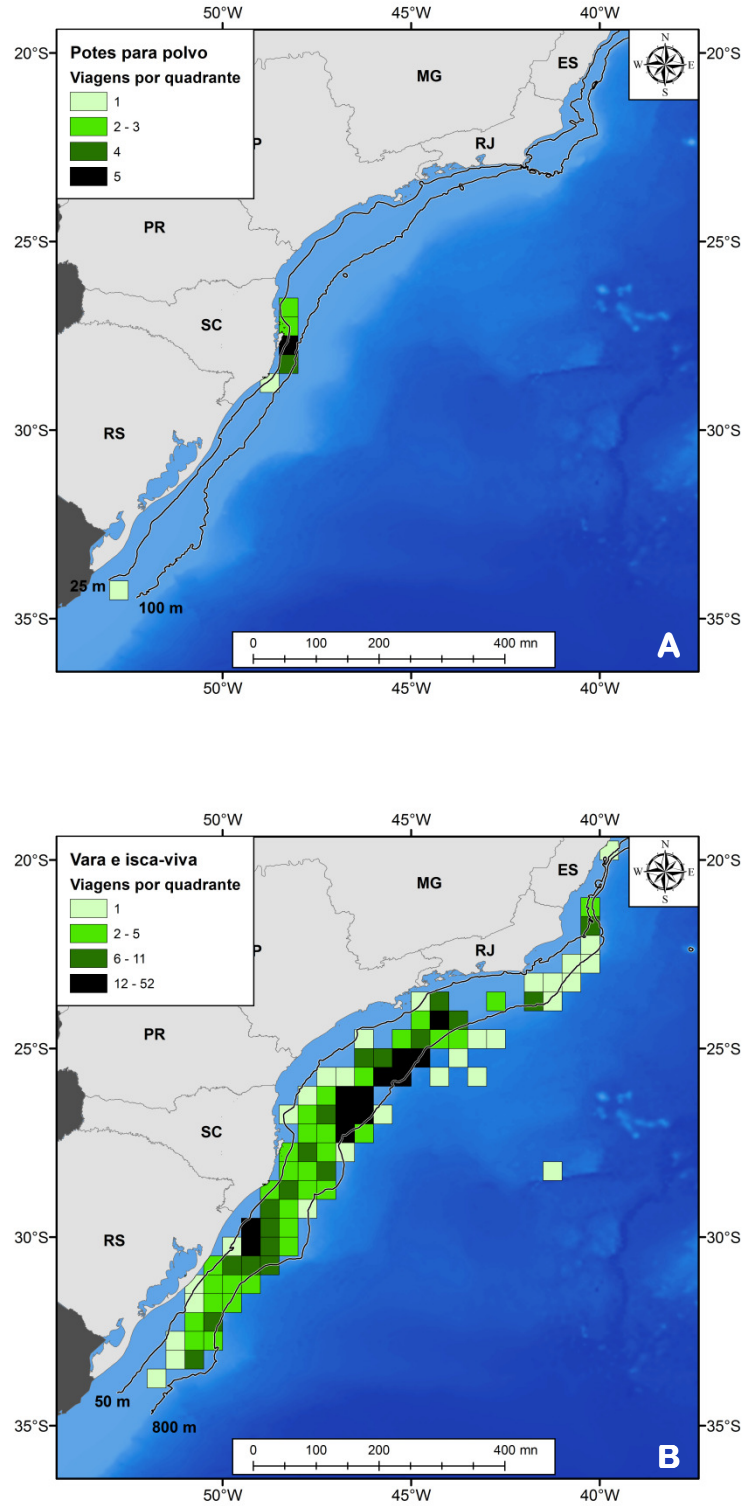 50°W 45°W 40°W
20°S 20°S
Potes para polvo
Viagens por quadrante
1
2 - 3
4
5
N
W E
S
ES
MG
P
RJ
25°S 25°S
PR
SC
30°S 30°S
RS
25 m
100 m
35°S 35°S
0 100 200 400 mn
A
50°W 45°W 40°W
50°W 45°W 40°W
20°S 20°S
Vara e isca-viva
Viagens por quadrante
1
2 - 5
6 - 11
12 - 52
N
W E
S
ES
MG
P
RJ
25°S 25°S
PR
SC
30°S 30°S
RS
50 m
800 m
35°S 35°S
0 100 200 400 mn
B
50°W 45°W 40°W